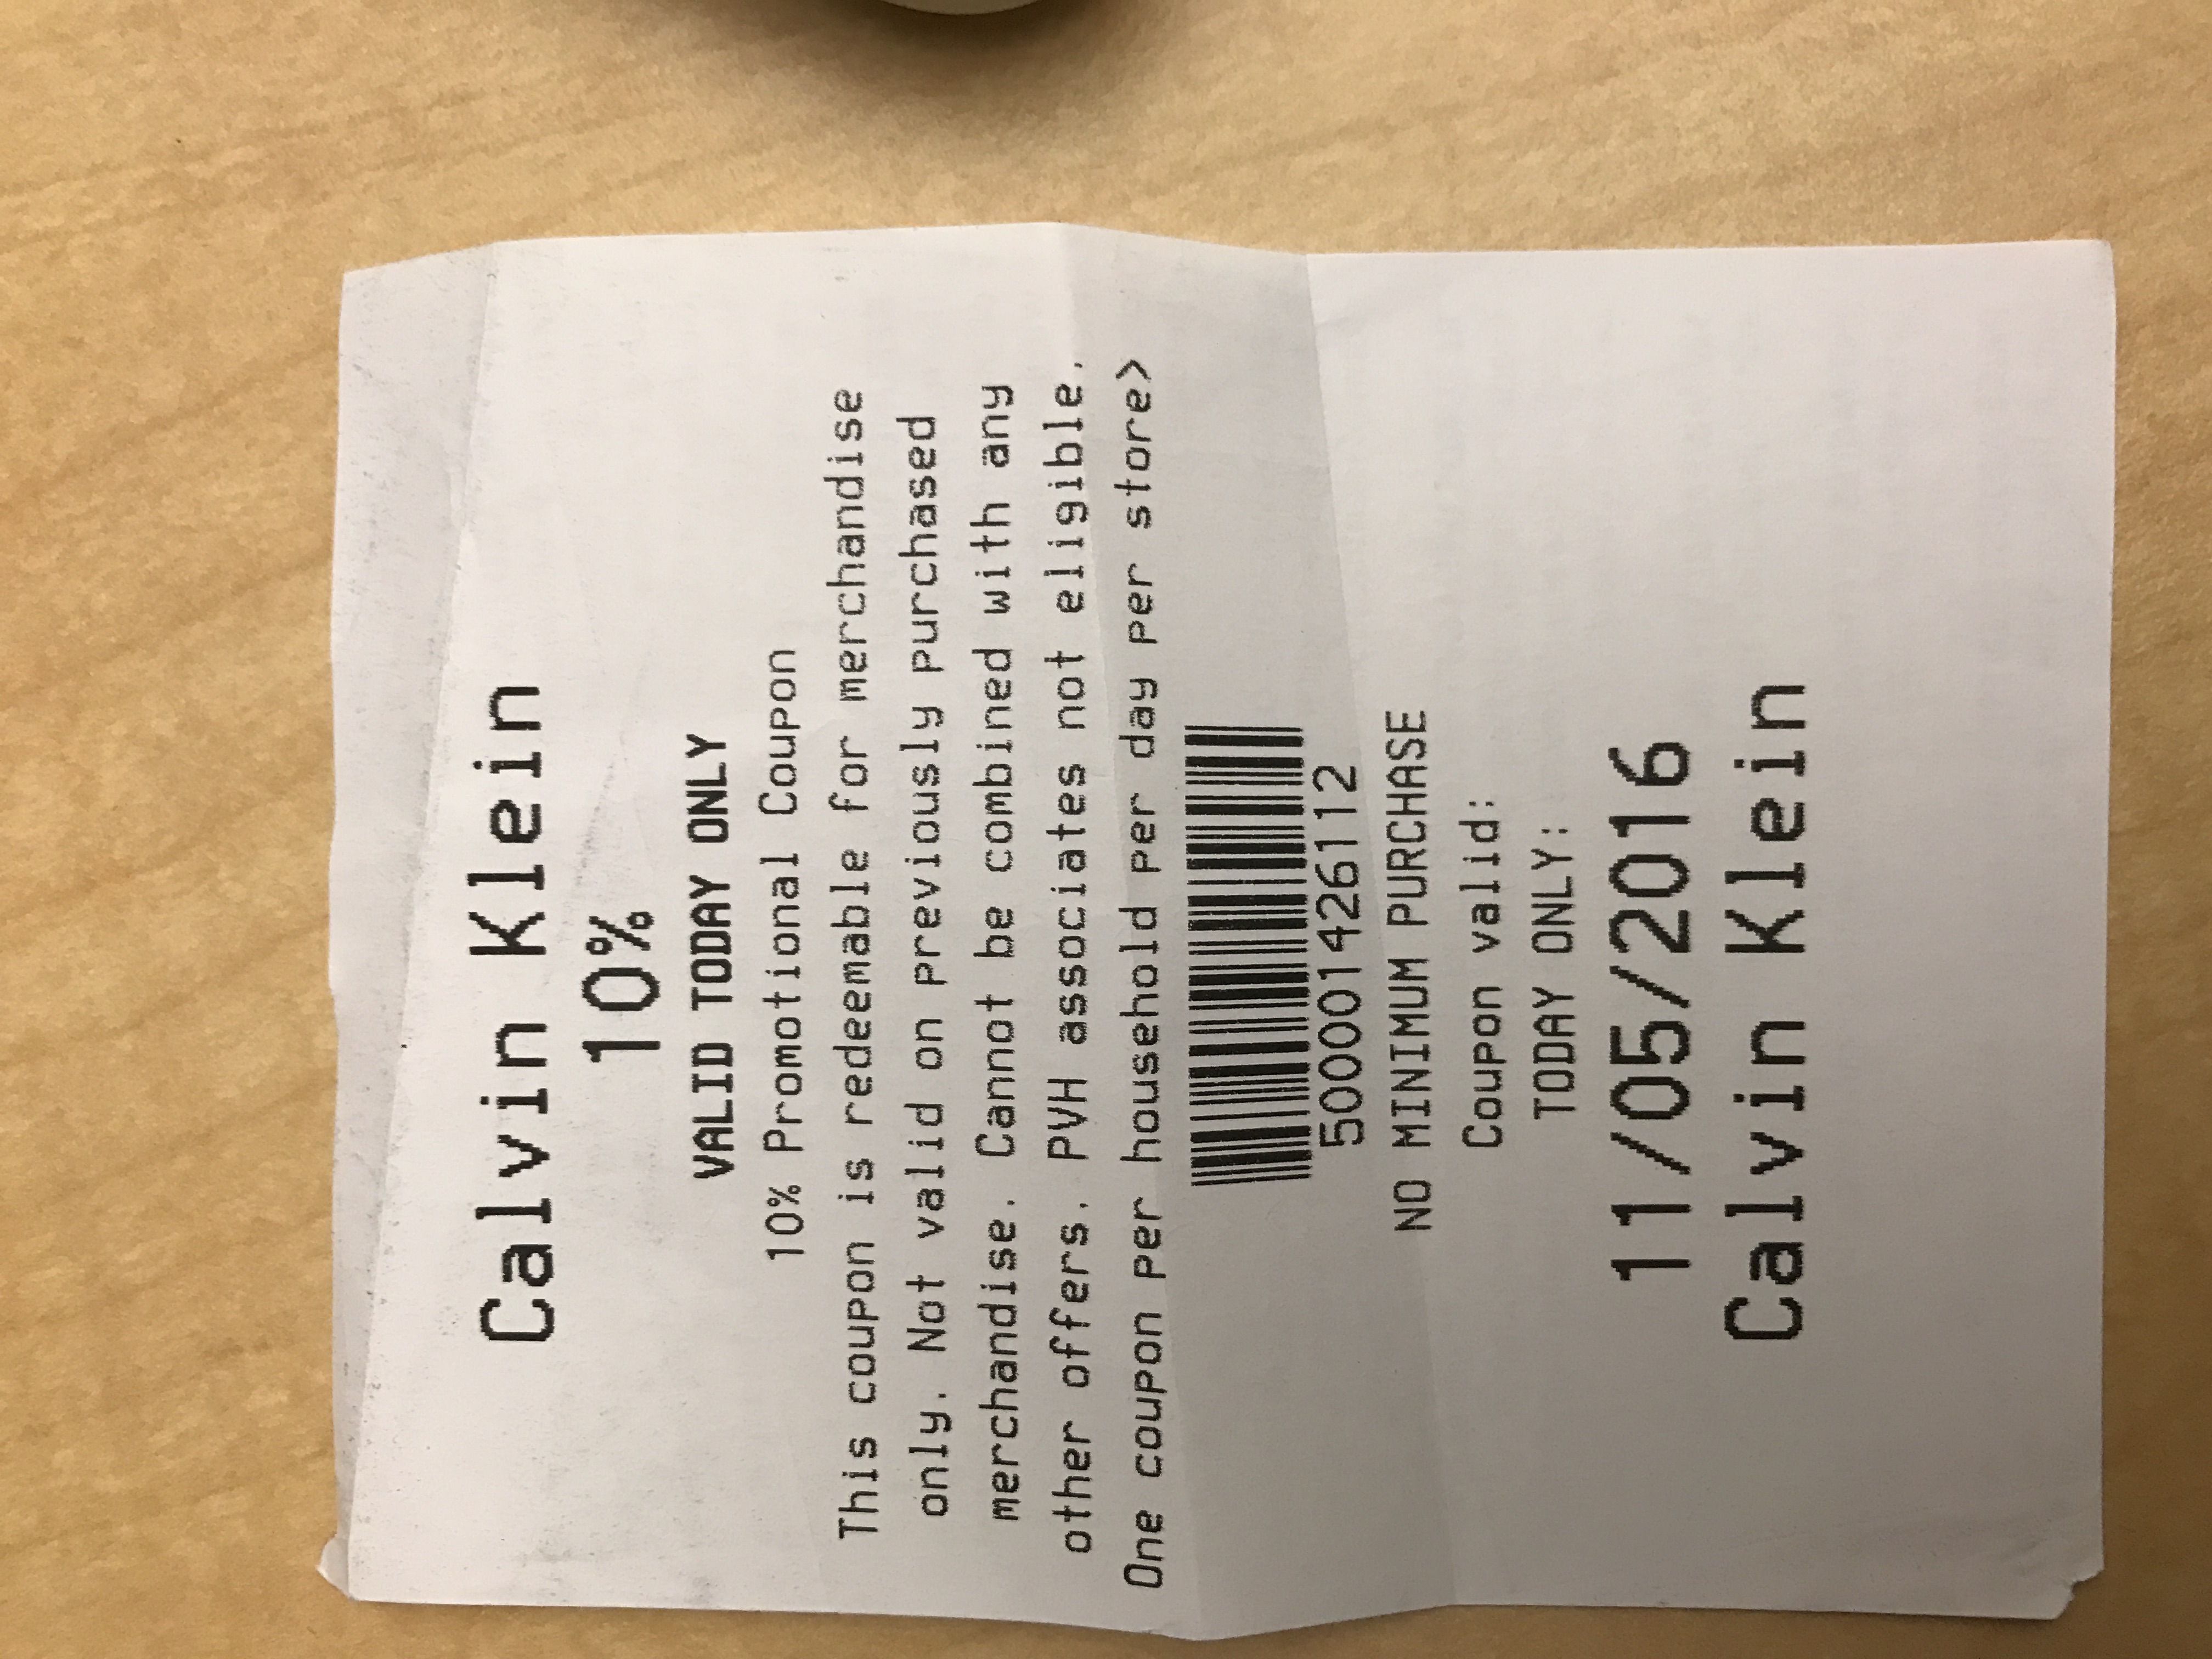 Calvin Klein
10%
VALID TODAY ONLY
10% Promotional Coupon
This coupon is redeemable for merchandise
only. Not valid on previously purchased
merchandise. Cannot be combined with any
other offers. PVH associates not eligible.
One coupon per household per day per store>
500001426112
NO MINIMUM PURCHASE
Coupon valid:
TODAY ONLY:
11/05/2016
Calvin Klein